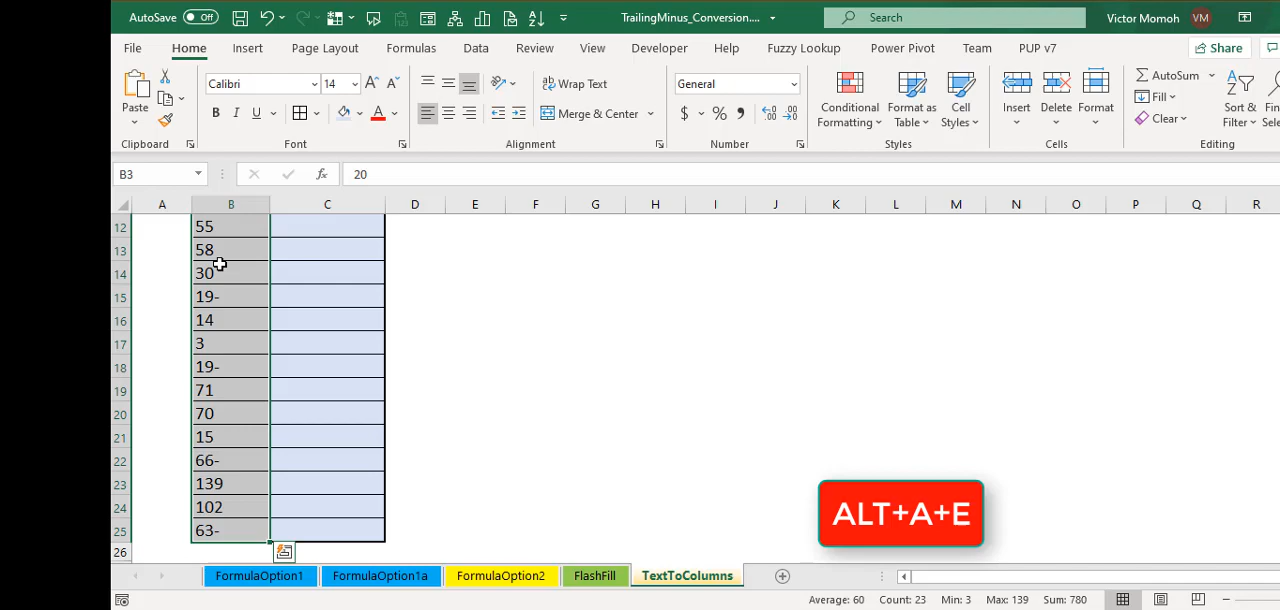 AutoSave Off TrailingMinus_Conversion.... Search Victor Momoh VM
File Home Insert Page Layout Formulas Data Review View Developer Help Fuzzy Lookup Power Pivot Team PUP v7 Share
Calibri 14 Wrap Text General Conditional Formatting Format as Table Cell Styles Insert Delete Format AutoSum Fill Clear Sort & Filter
Paste B I U Merge & Center $ % ,
Clipboard Font Alignment Number Styles Cells Editing
B3 fx 20
A B C D E F G H I J K L M N O P Q R
12 55
13 58
14 30
15 19-
16 14
17 3
18 19-
19 71
20 70
21 15
22 66-
23 139
24 102
25 63-
26
ALT+A+E
FormulaOption1 FormulaOption1a FormulaOption2 FlashFill TextToColumns
Average: 60 Count: 23 Min: 3 Max: 139 Sum: 780